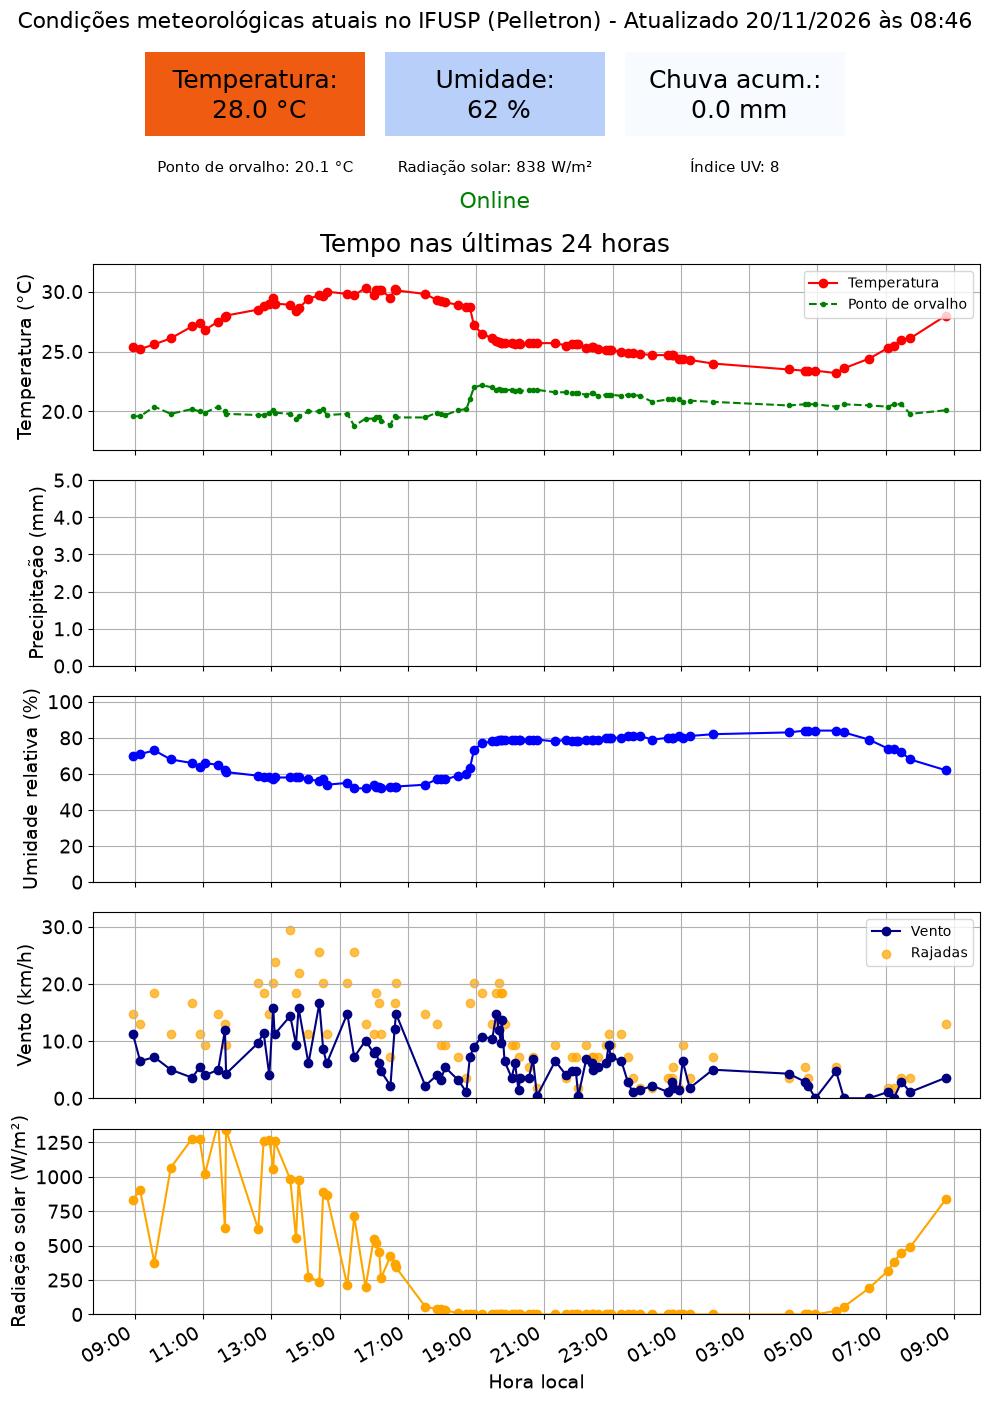 Condições meteorológicas atuais no IFUSP (Pelletron) - Atualizado 20/11/2026 às 08:46
Temperatura:
28.0 °C
Umidade:
62 %
Chuva acum.:
0.0 mm
Ponto de orvalho: 20.1 °C
Radiação solar: 838 W/m²
Índice UV: 8
Online
Tempo nas últimas 24 horas
Temperatura (°C)
30.0
25.0
20.0
Temperatura
Ponto de orvalho
Precipitação (mm)
5.0
4.0
3.0
2.0
1.0
0.0
Umidade relativa (%)
100
80
60
40
20
0
Vento (km/h)
30.0
20.0
10.0
0.0
Vento
Rajadas
Radiação solar (W/m²)
1250
1000
750
500
250
0
09:00
11:00
13:00
15:00
17:00
19:00
21:00
23:00
01:00
03:00
05:00
07:00
09:00
Hora local